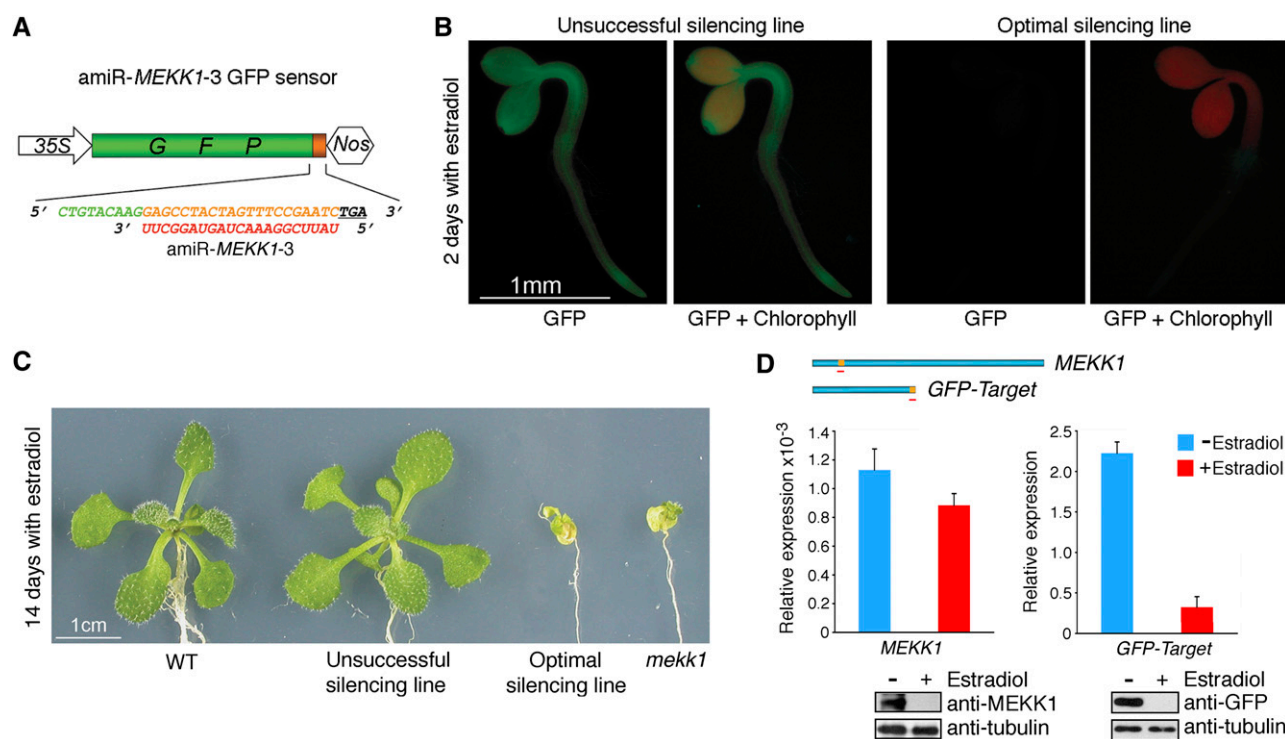 A
amiR-MEKK1-3 GFP sensor
35S
G F P
Nos
5′ CTGTACAAGGAGCCTACTAGTTTCCGAATCTGA 3′
3′ UUCGGAUGAUCAAAGGCUUAU 5′
amiR-MEKK1-3
B
Unsuccessful silencing line
Optimal silencing line
2 days with estradiol
1mm
GFP
GFP + Chlorophyll
GFP
GFP + Chlorophyll
C
14 days with estradiol
1cm
WT
Unsuccessful
silencing line
Optimal
silencing line
mekk1
D
MEKK1
GFP-Target
Relative expression x10-3
1.4
1.2
1.0
0.8
0.6
0.4
0.2
0
MEKK1
Relative expression
2.5
2.0
1.5
1.0
0.5
0
GFP-Target
-Estradiol
+Estradiol
- + Estradiol
anti-MEKK1
anti-tubulin
- + Estradiol
anti-GFP
anti-tubulin